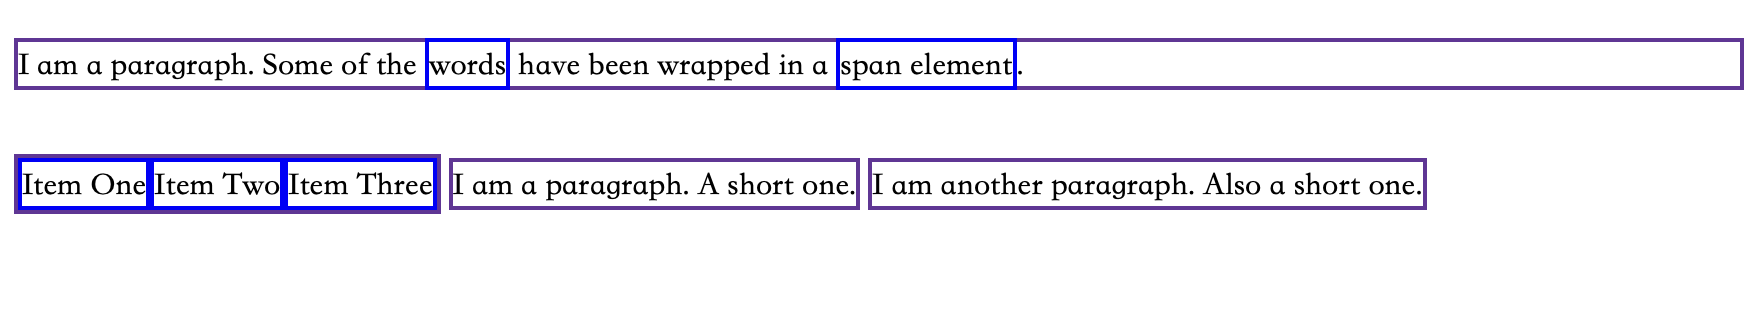 I am a paragraph. Some of the words have been wrapped in a span element.
Item One Item Two Item Three I am a paragraph. A short one. I am another paragraph. Also a short one.